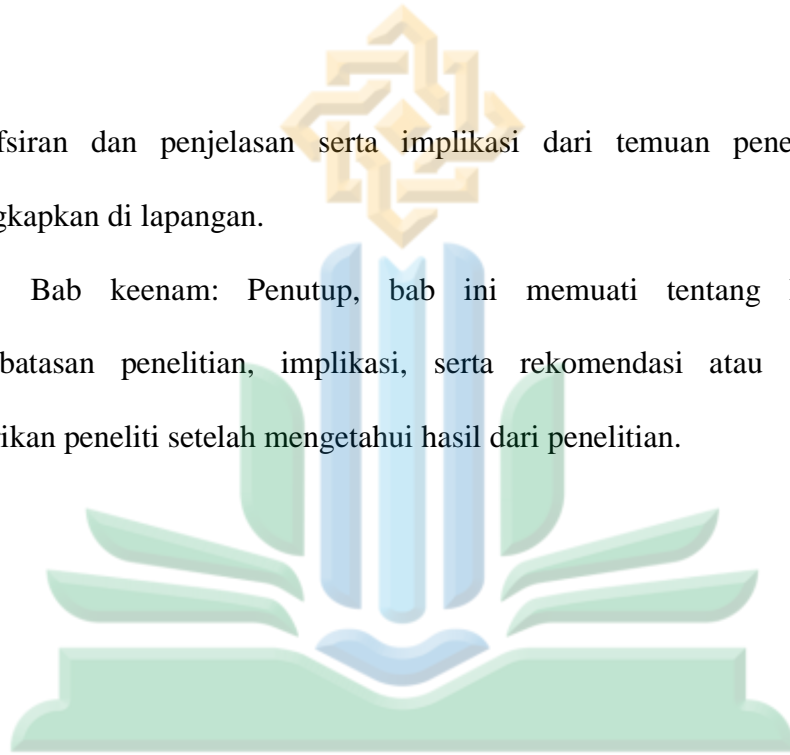 fsiran dan penjelasan serta implikasi dari temuan pene
gkapkan di lapangan.
Bab keenam: Penutup, bab ini memuati tentang
batasan penelitian, implikasi, serta rekomendasi atau
rikan peneliti setelah mengetahui hasil dari penelitian.